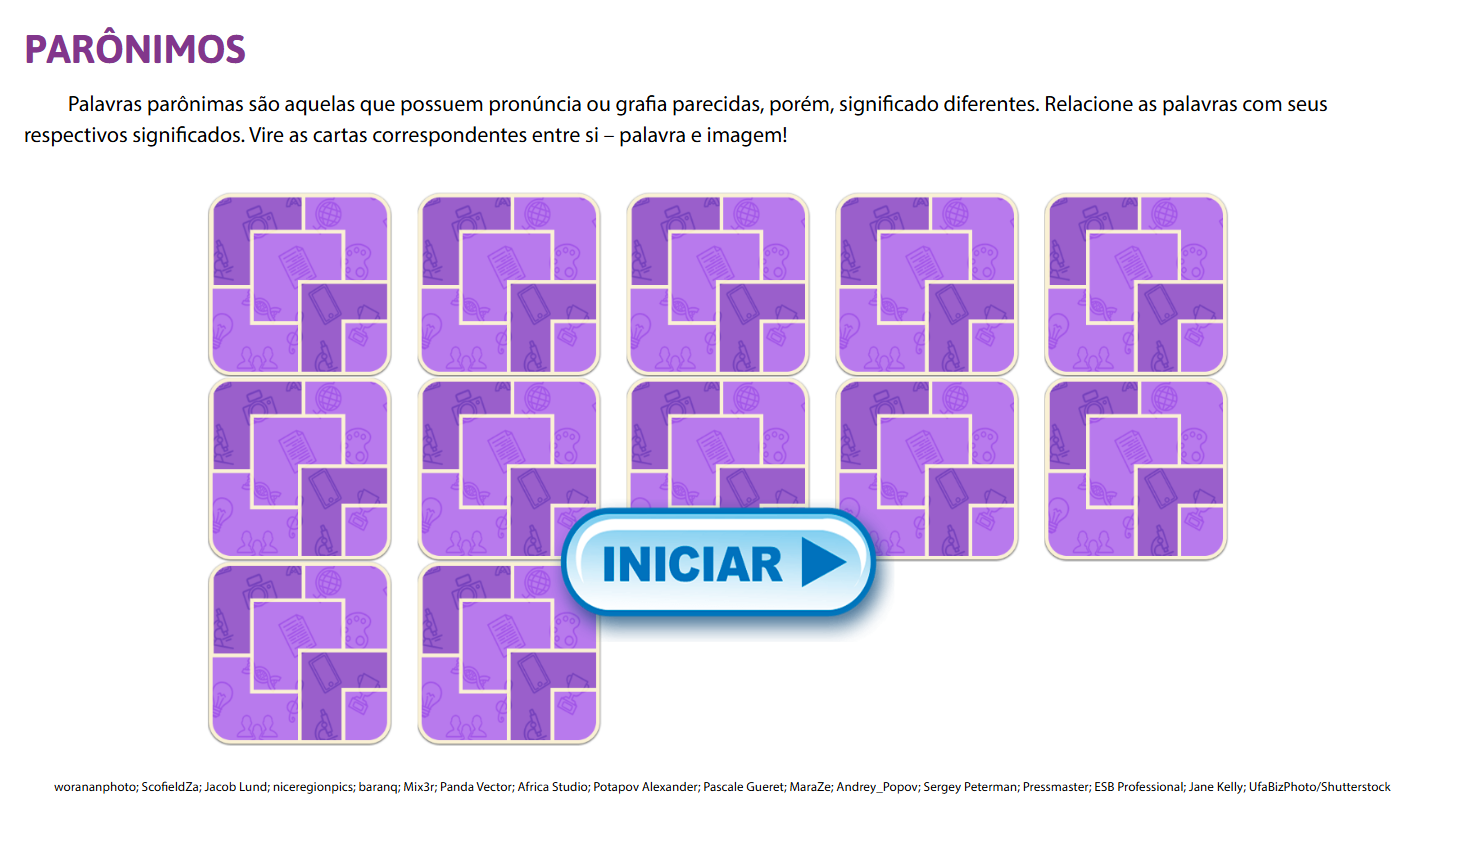 PARÔNIMOS
Palavras parônimas são aquelas que possuem pronúncia ou grafia parecidas, porém, significado diferentes. Relacione as palavras com seus
respectivos significados. Vire as cartas correspondentes entre si – palavra e imagem!
INICIAR
worananphoto; ScofieldZa; Jacob Lund; niceregionpics; baranq; Mix3r; Panda Vector; Africa Studio; Potapov Alexander; Pascale Gueret; MaraZe; Andrey_Popov; Sergey Peterman; Pressmaster; ESB Professional; Jane Kelly; UfaBizPhoto/Shutterstock